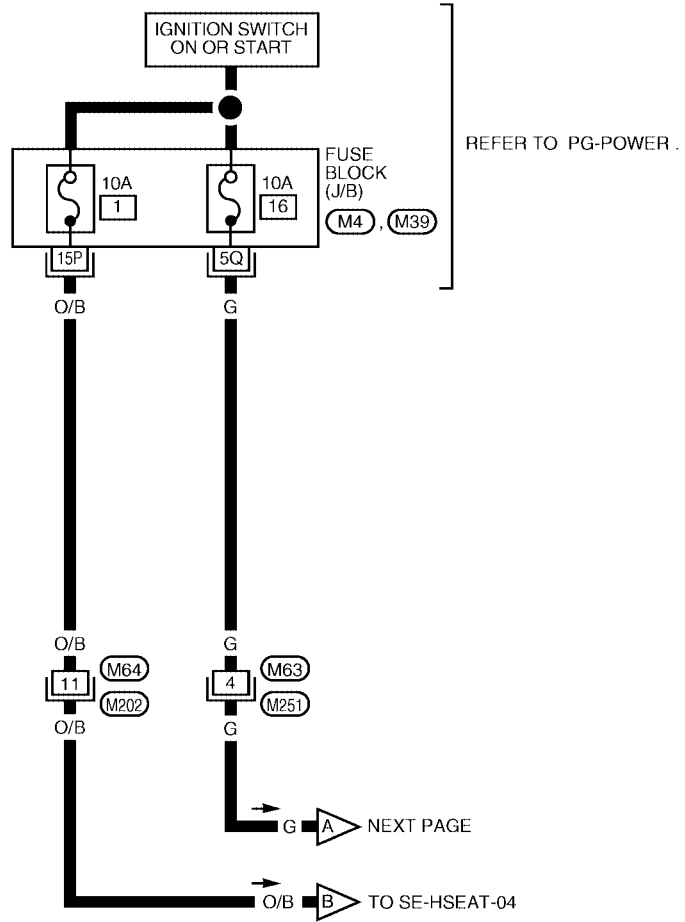 IGNITION SWITCH
ON OR START
REFER TO PG-POWER .
FUSE
BLOCK
(J/B)
10A
1
10A
16
M4 , M39
15P
5Q
O/B
G
O/B
G
11
M64
M202
4
M63
M251
O/B
G
G
A
NEXT PAGE
O/B
B
TO SE-HSEAT-04